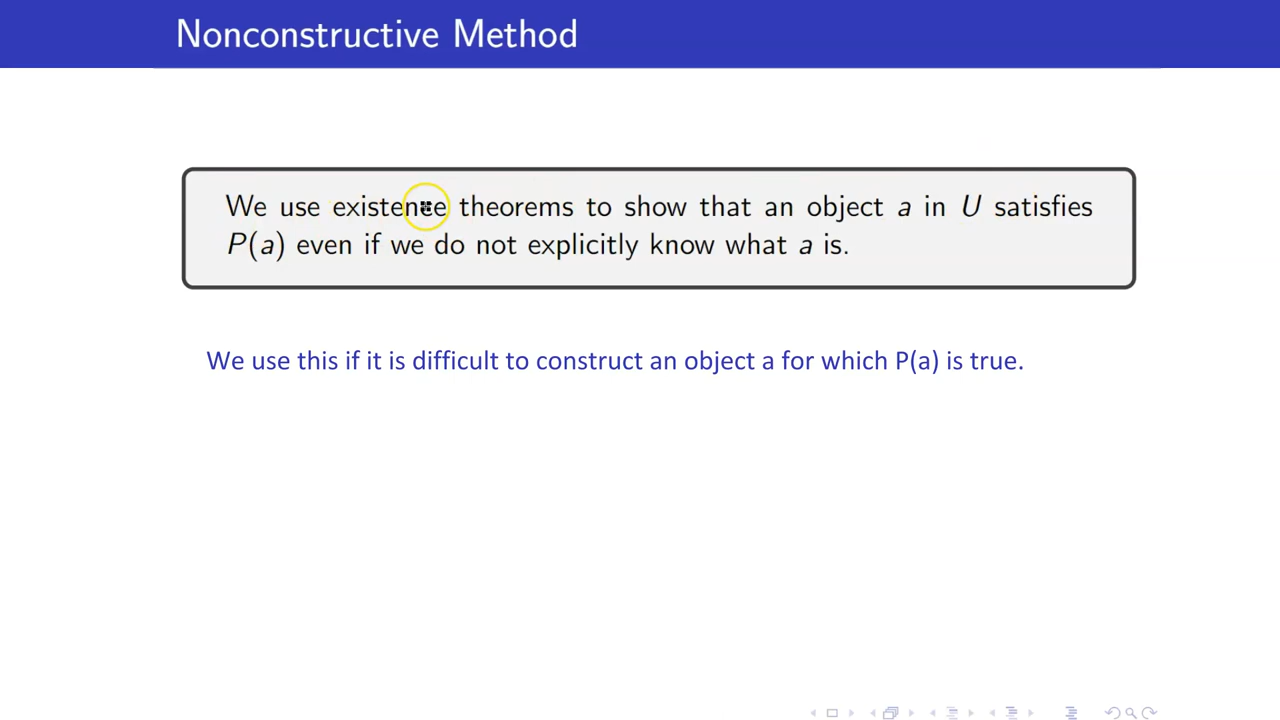 Nonconstructive Method
We use existence theorems to show that an object a in U satisfies
P(a) even if we do not explicitly know what a is.
We use this if it is difficult to construct an object a for which P(a) is true.